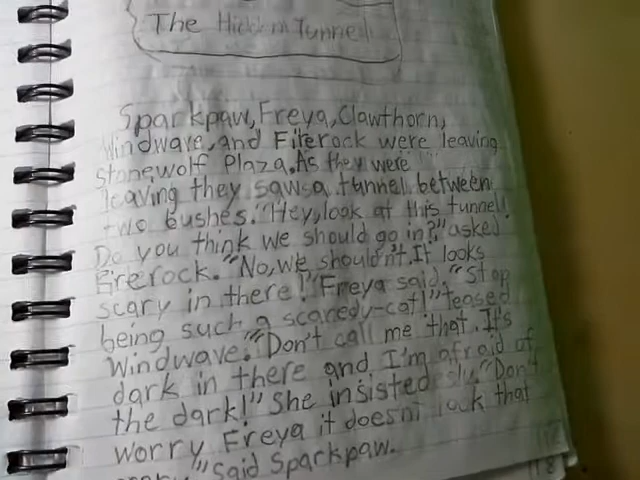 The Hidden Tunnel
Sparkpaw, Freya, Clawthorn,
Windwave, and Firerock were leaving
Stonewolf Plaza. As they were
leaving they saw a tunnel between
two bushes. "Hey, look at this tunnel!
Do you think we should go in?" asked
Firerock. "No, we shouldn't. It looks
scary in there!" Freya said. "Stop
being such a scaredy-cat!" teased
Windwave. "Don't call me that. It's
dark in there and I'm afraid of
the dark!" She insisted "Don't
worry Freya it doesn't look that
" said Sparkpaw.